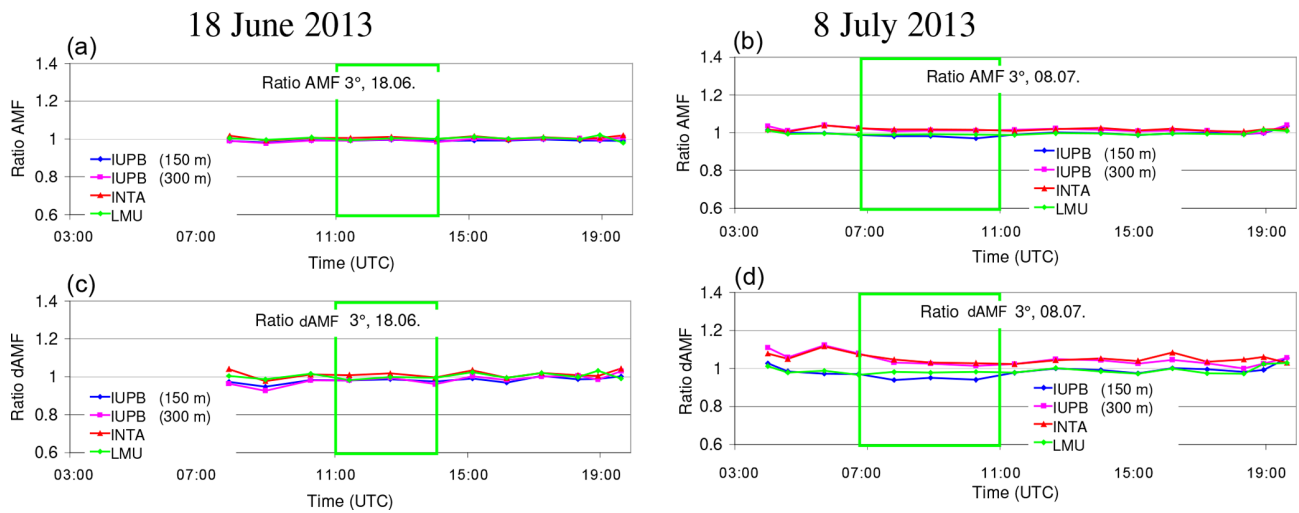 18 June 2013
8 July 2013
(a)
1.4
1.2
1
0.8
0.6
Ratio AMF
Ratio AMF 3°, 18.06.
IUPB (150 m)
IUPB (300 m)
INTA
LMU
03:00 07:00 11:00 15:00 19:00
Time (UTC)
(b)
1.4
1.2
1
0.8
0.6
Ratio AMF
Ratio AMF 3°, 08.07.
IUPB (150 m)
IUPB (300 m)
INTA
LMU
03:00 07:00 11:00 15:00 19:00
Time (UTC)
(c)
1.4
1.2
1
0.8
0.6
Ratio dAMF
Ratio dAMF 3°, 18.06.
IUPB (150 m)
IUPB (300 m)
INTA
LMU
03:00 07:00 11:00 15:00 19:00
Time (UTC)
(d)
1.4
1.2
1
0.8
0.6
Ratio dAMF
Ratio dAMF 3°, 08.07.
IUPB (150 m)
IUPB (300 m)
INTA
LMU
03:00 07:00 11:00 15:00 19:00
Time (UTC)